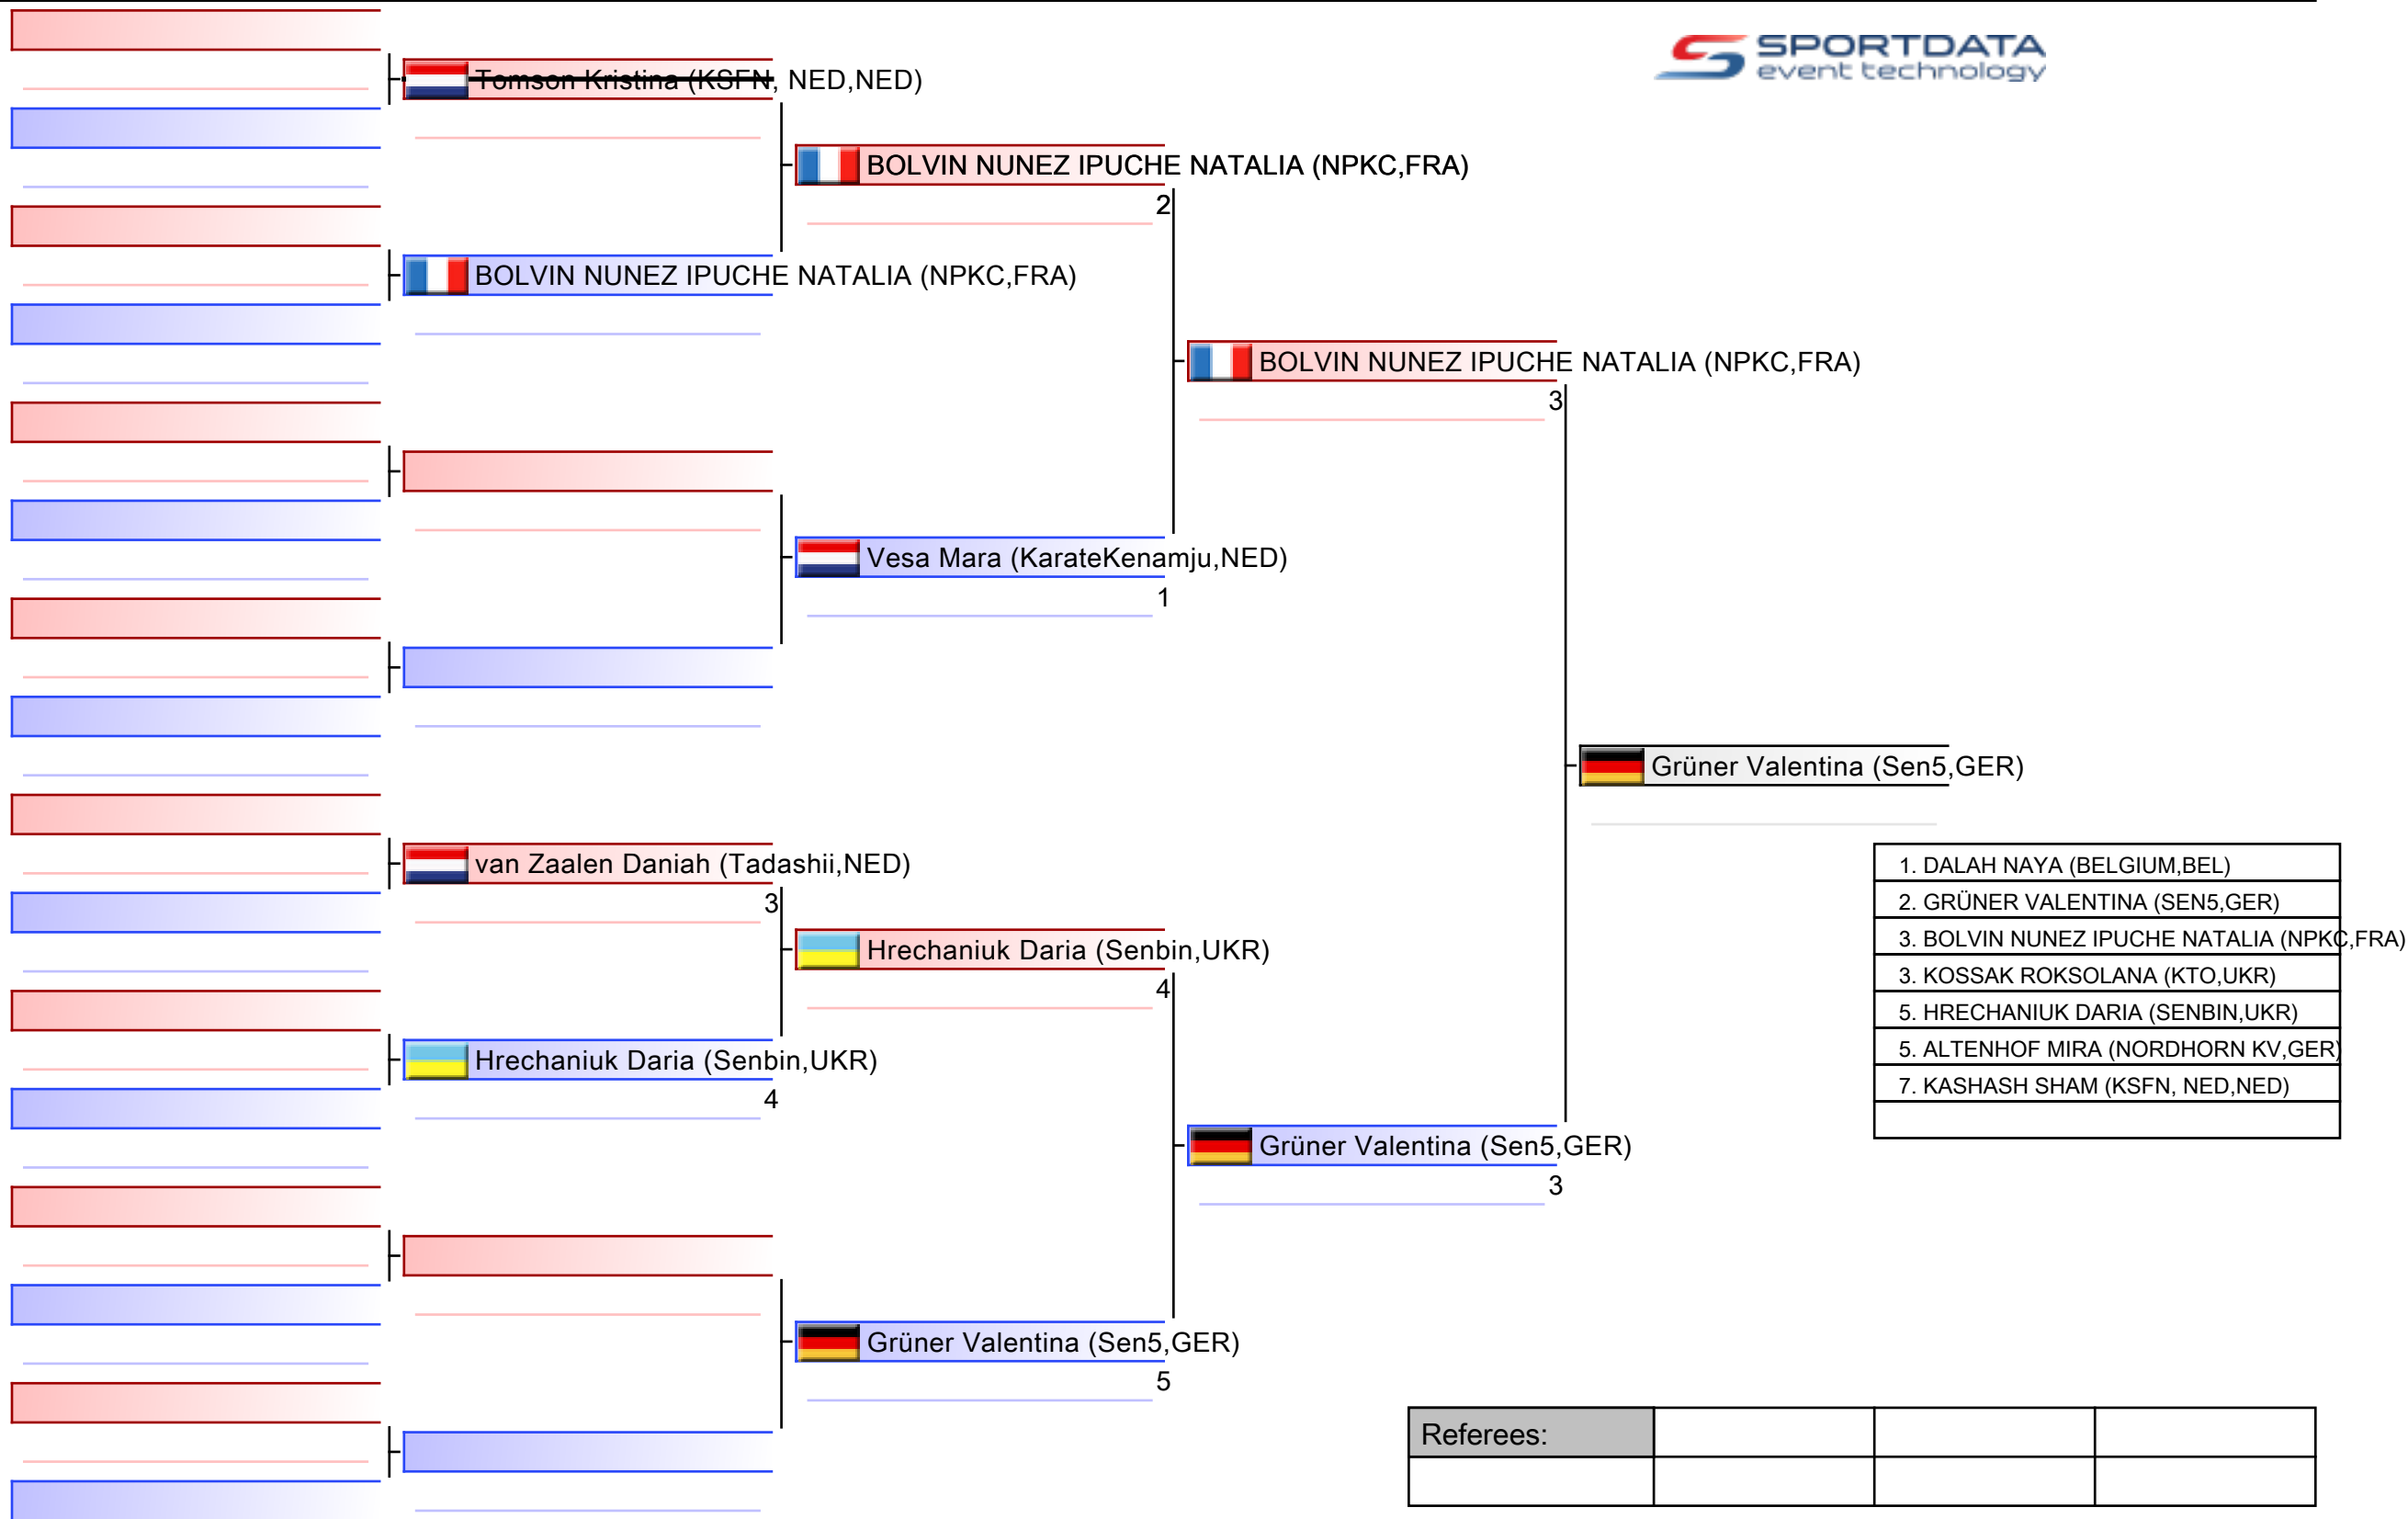 SPORTDATA
event technology
Tomson Kristina (KSFN, NED,NED)
BOLVIN NUNEZ IPUCHE NATALIA (NPKC,FRA)
2
BOLVIN NUNEZ IPUCHE NATALIA (NPKC,FRA)
BOLVIN NUNEZ IPUCHE NATALIA (NPKC,FRA)
3
Vesa Mara (KarateKenamju,NED)
1
Grüner Valentina (Sen5,GER)
van Zaalen Daniah (Tadashii,NED)
3
Hrechaniuk Daria (Senbin,UKR)
4
Hrechaniuk Daria (Senbin,UKR)
4
Grüner Valentina (Sen5,GER)
3
Grüner Valentina (Sen5,GER)
5
1. DALAH NAYA (BELGIUM,BEL)
2. GRÜNER VALENTINA (SEN5,GER)
3. BOLVIN NUNEZ IPUCHE NATALIA (NPKC,FRA)
3. KOSSAK ROKSOLANA (KTO,UKR)
5. HRECHANIUK DARIA (SENBIN,UKR)
5. ALTENHOF MIRA (NORDHORN KV,GER)
7. KASHASH SHAM (KSFN, NED,NED)
Referees: